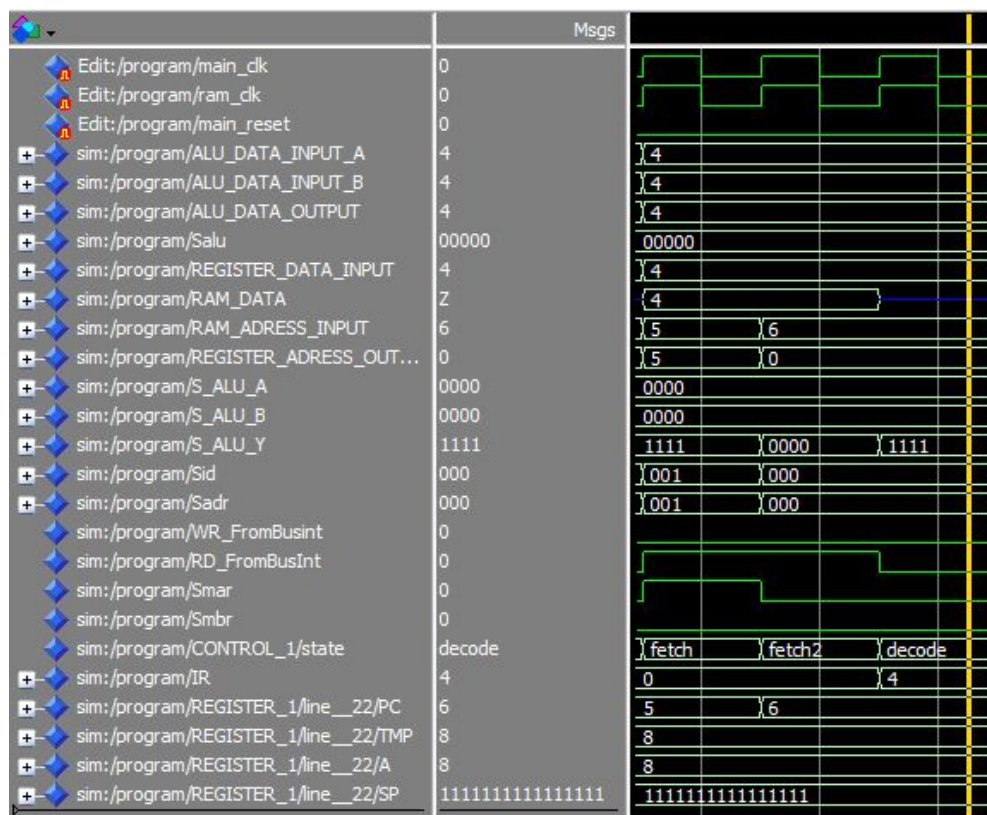 Msgs
Edit:/program/main_clk 0
Edit:/program/ram_clk 0
Edit:/program/main_reset 0
sim:/program/ALU_DATA_INPUT_A 4 4
sim:/program/ALU_DATA_INPUT_B 4 4
sim:/program/ALU_DATA_OUTPUT 4 4
sim:/program/Salu 00000 00000
sim:/program/REGISTER_DATA_INPUT 4 4
sim:/program/RAM_DATA Z 4
sim:/program/RAM_ADRESS_INPUT 6 5 6
sim:/program/REGISTER_ADRESS_OUT... 0 5 0
sim:/program/S_ALU_A 0000 0000
sim:/program/S_ALU_B 0000 0000
sim:/program/S_ALU_Y 1111 1111 0000 1111
sim:/program/Sid 000 001 000
sim:/program/Sadr 000 001 000
sim:/program/WR_FromBusint 0
sim:/program/RD_FromBusInt 0
sim:/program/Smar 0
sim:/program/Smbr 0
sim:/program/CONTROL_1/state decode fetch fetch2 decode
sim:/program/IR 4 0 4
sim:/program/REGISTER_1/line__22/PC 6 5 6
sim:/program/REGISTER_1/line__22/TMP 8 8
sim:/program/REGISTER_1/line__22/A 8 8
sim:/program/REGISTER_1/line__22/SP 1111111111111111 1111111111111111